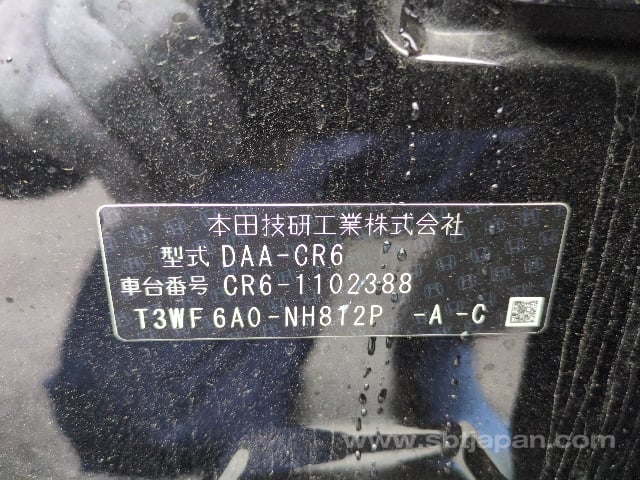 本田技研工業株式会社
型式 DAA-CR6
車台番号 CR6-1102388
T3WF 6A0-NH812P -A -C
www.sbtjapan.com